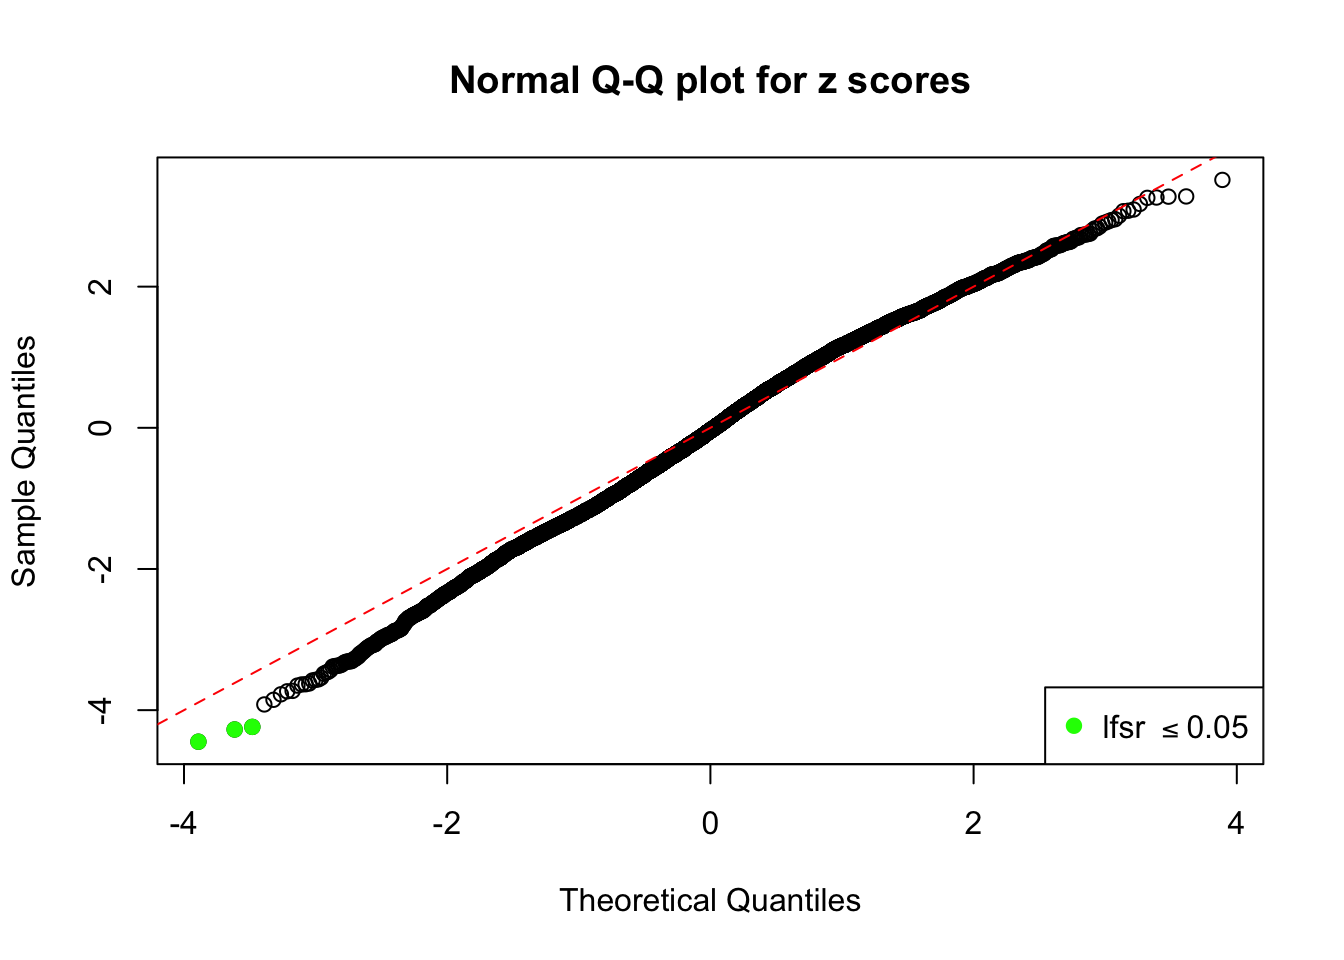 Normal Q-Q plot for z scores
Sample Quantiles
2
0
-2
-4
lfsr ≤ 0.05
-4
-2
0
2
4
Theoretical Quantiles